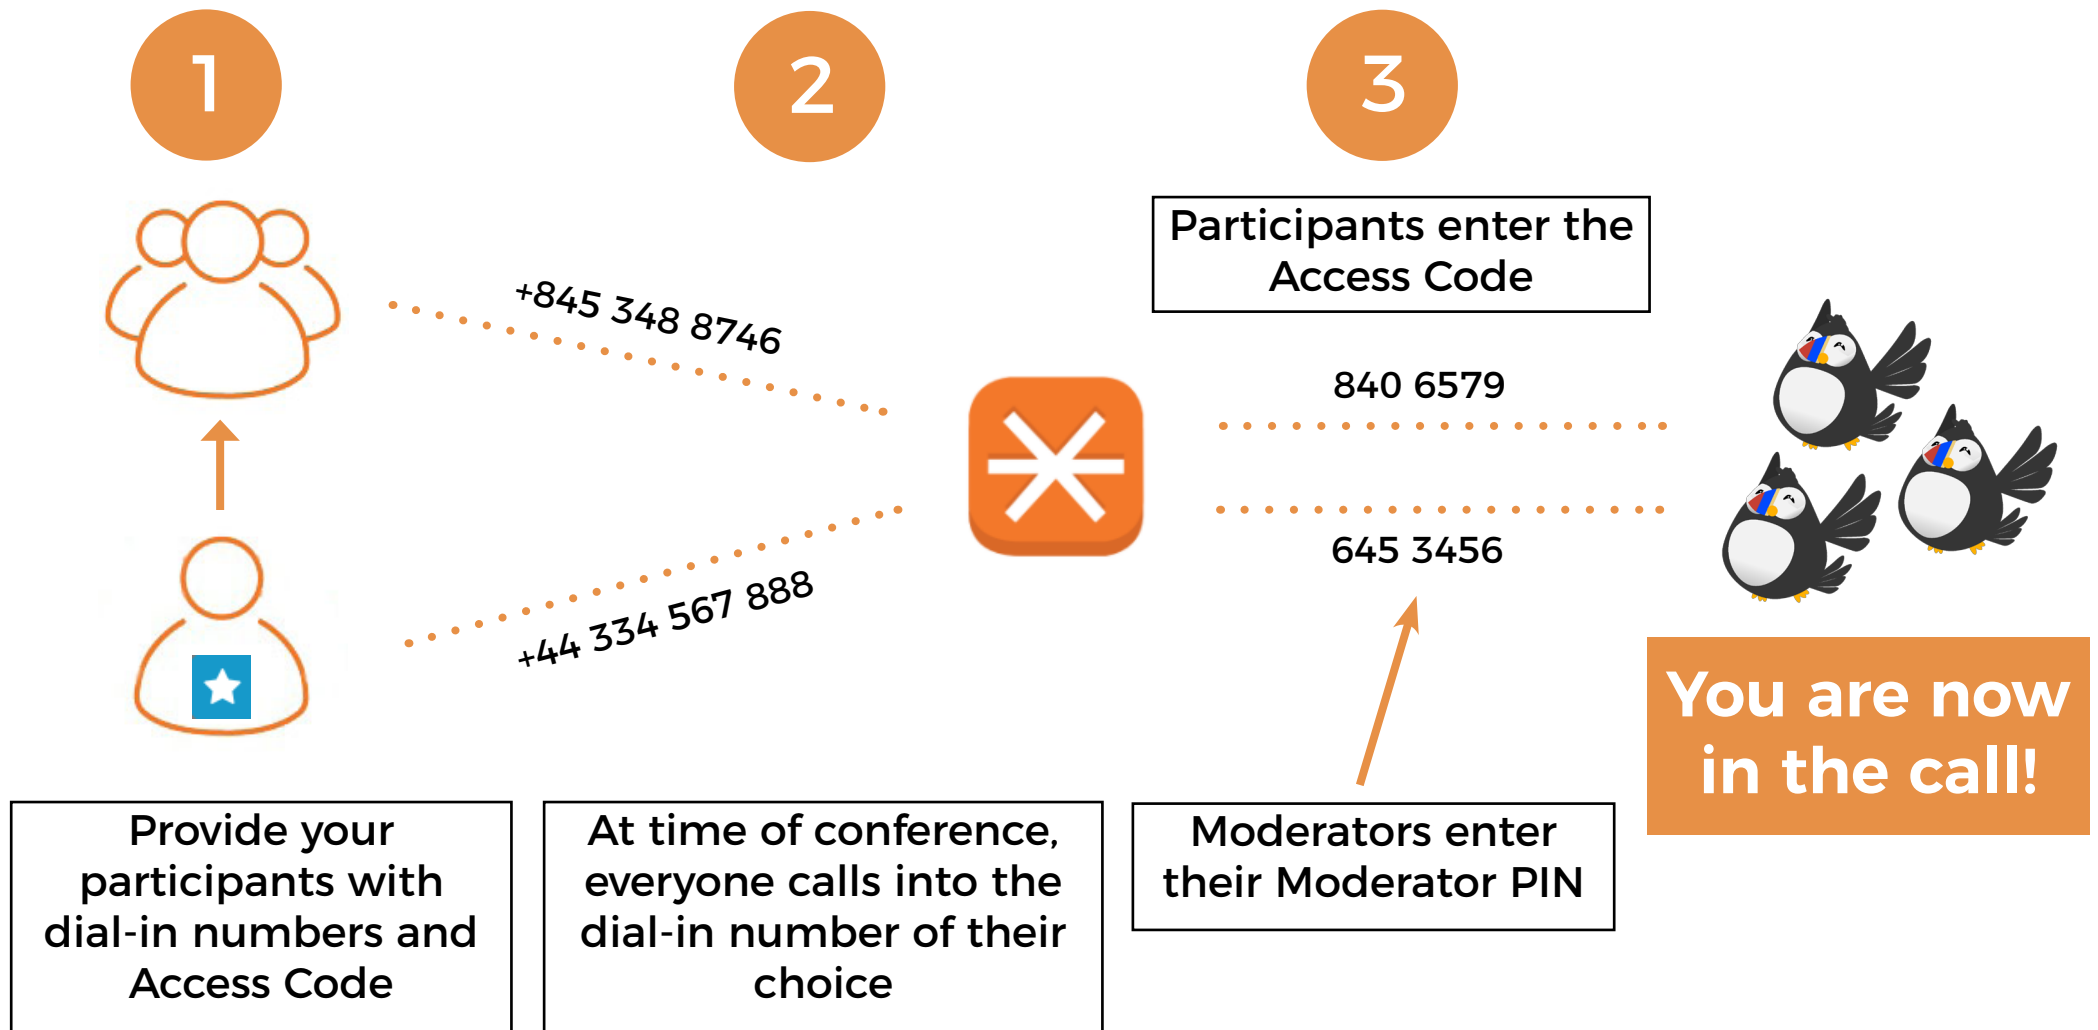 1
2
3
Participants enter the
Access Code
+845 348 8746
840 6579
+44 334 567 888
645 3456
You are now
in the call!
Provide your
participants with
dial-in numbers and
Access Code
At time of conference,
everyone calls into the
dial-in number of their
choice
Moderators enter
their Moderator PIN